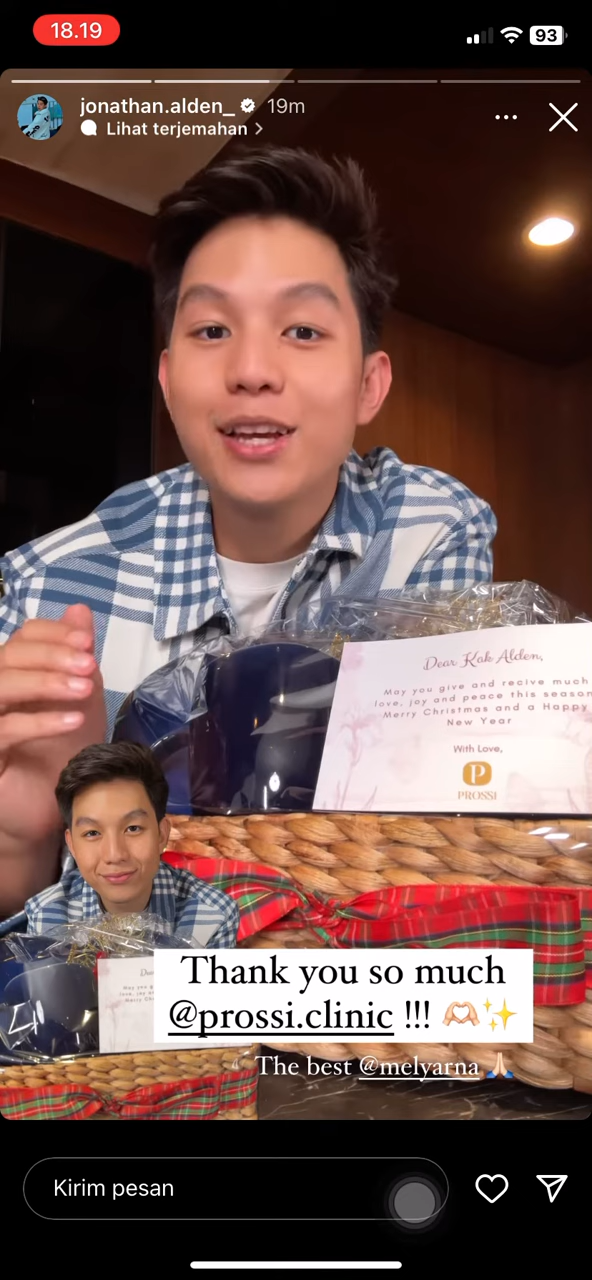 18.19
93
jonathan.alden_ 19m
Lihat terjemahan >
Dear Kak Alden,
May you give and recive much
love, joy and peace this season
Merry Christmas and a Happy
New Year
With Love,
P
PROSSI
Thank you so much
@prossi.clinic !!! 🫶🏻✨
The best @melyarna 🙏🏻
Kirim pesan